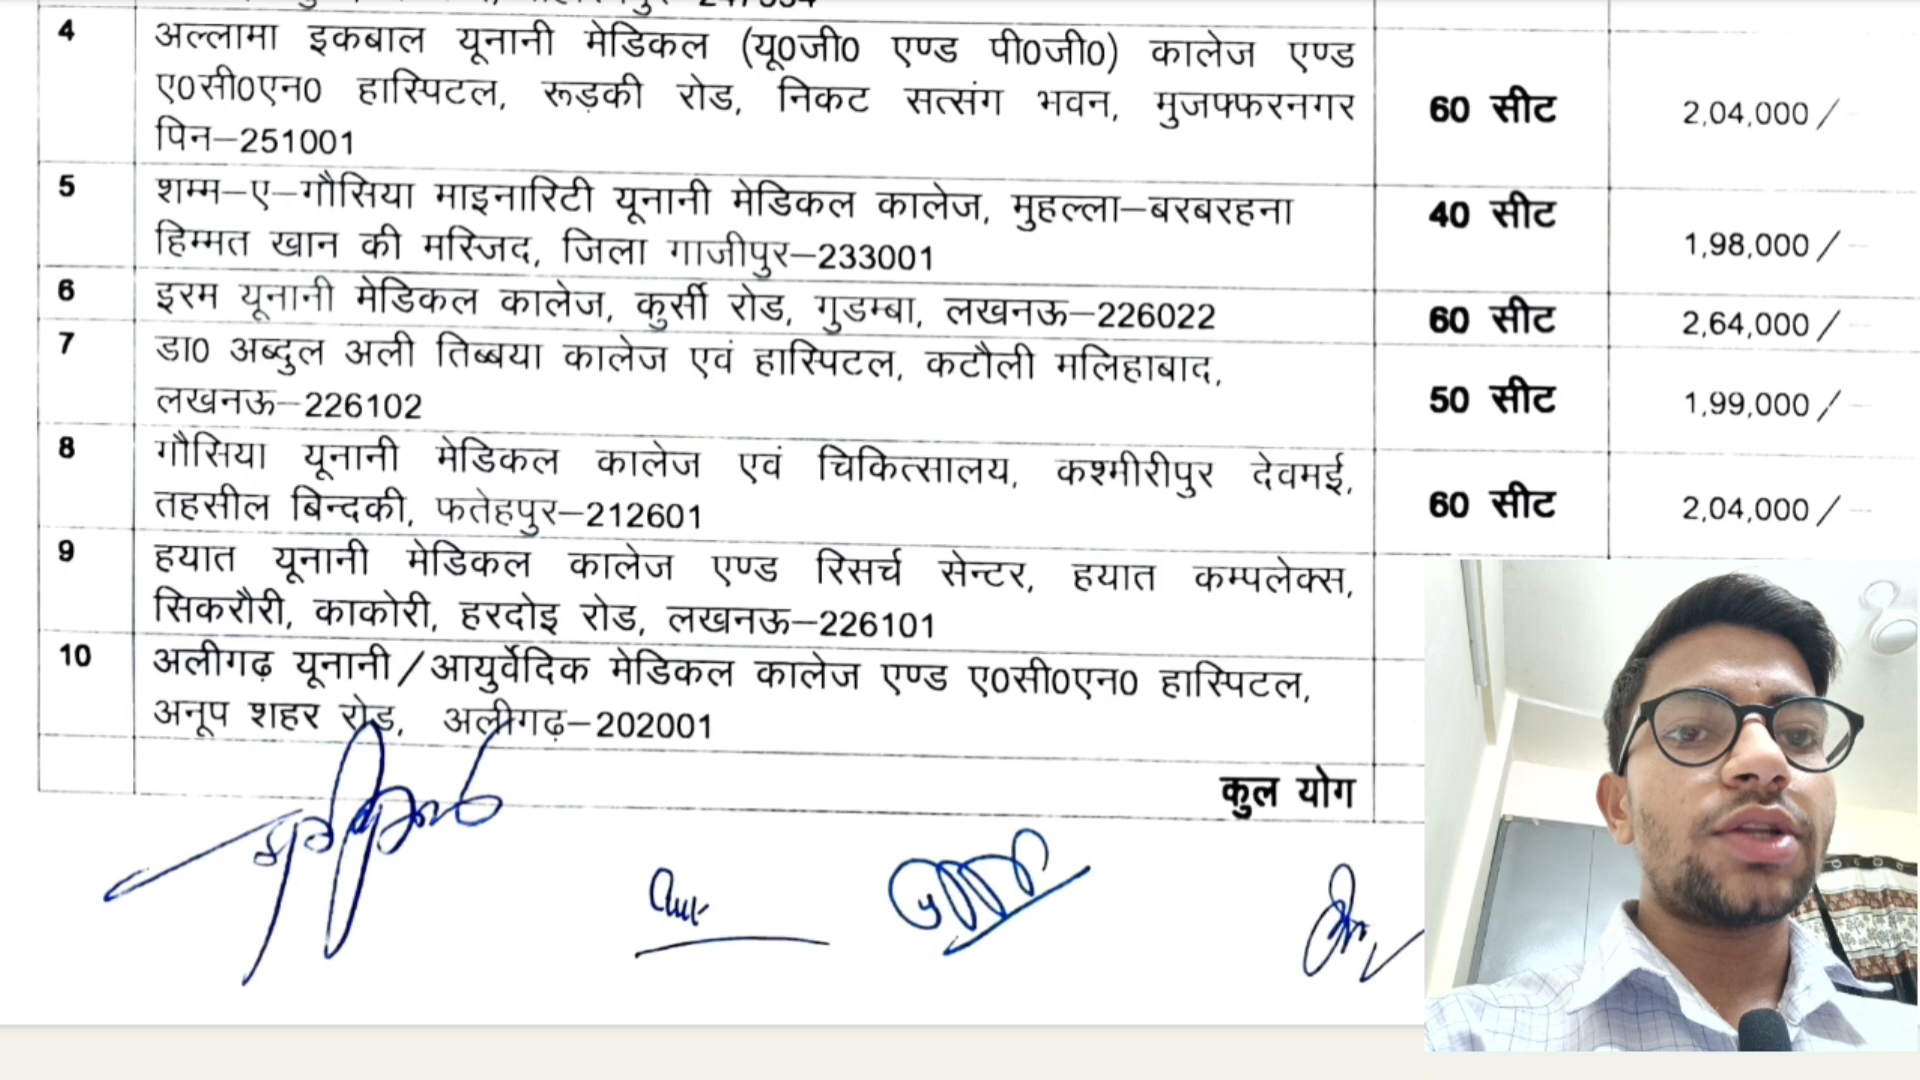 4
अल्लामा इकबाल यूनानी मेडिकल (यू0जी0 एण्ड पी0जी0) कालेज एण्ड
ए0सी0एन0 हास्पिटल, रूड़की रोड, निकट सत्संग भवन, मुजफ्फरनगर
पिन–251001
60 सीट
2,04,000/–
5
शम्म–ए–गौसिया माइनारिटी यूनानी मेडिकल कालेज, मुहल्ला–बरबरहना
हिम्मत खान की मस्जिद, जिला गाजीपुर–233001
40 सीट
1,98,000/–
6
इरम यूनानी मेडिकल कालेज, कुर्सी रोड, गुडम्बा, लखनऊ–226022
60 सीट
2,64,000/–
7
डा0 अब्दुल अली तिब्बया कालेज एवं हास्पिटल, कटौली मलिहाबाद,
लखनऊ–226102
50 सीट
1,99,000/–
8
गौसिया यूनानी मेडिकल कालेज एवं चिकित्सालय, कश्मीरीपुर देवमई,
तहसील बिन्दकी, फतेहपुर–212601
60 सीट
2,04,000/–
9
हयात यूनानी मेडिकल कालेज एण्ड रिसर्च सेन्टर, हयात कम्पलेक्स,
सिकरौरी, काकोरी, हरदोइ रोड, लखनऊ–226101
10
अलीगढ़ यूनानी/आयुर्वेदिक मेडिकल कालेज एण्ड ए0सी0एन0 हास्पिटल,
अनूप शहर रोड, अलीगढ़–202001
कुल योग